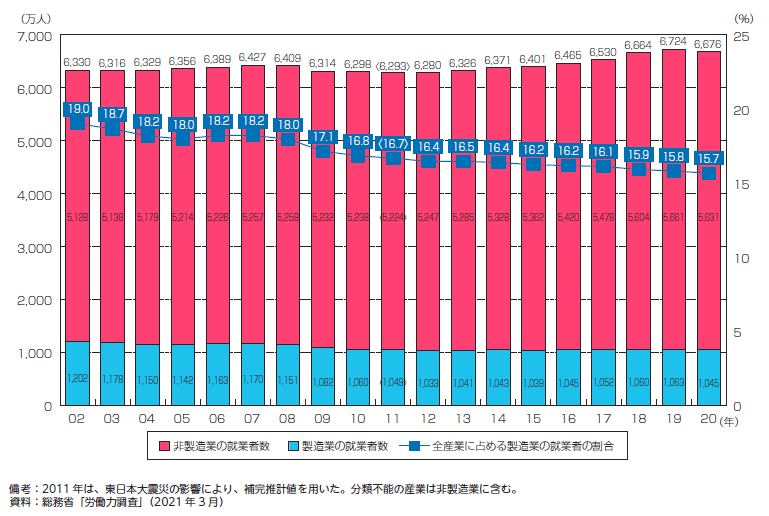 (万人) (%)
7,000 25
6,330 6,316 6,329 6,356 6,389 6,427 6,409 6,314 6,298 (6,293) 6,280 6,326 6,371 6,401 6,465 6,530 6,664 6,724 6,676
6,000
20
19.0 18.7 18.2 18.0 18.2 18.2 18.0 17.1 16.8 (16.7) 16.4 16.5 16.4 16.2 16.2 16.1 15.9 15.8 15.7
5,000
15
4,000
5,128 5,138 5,179 5,214 5,226 5,257 5,258 5,232 5,238 (5,224) 5,247 5,285 5,328 5,362 5,420 5,478 5,604 5,661 5,631
3,000
10
2,000
5
1,000
1,202 1,178 1,150 1,142 1,163 1,170 1,151 1,082 1,060 (1,049) 1,033 1,041 1,043 1,039 1,045 1,052 1,060 1,063 1,045
0 0
02 03 04 05 06 07 08 09 10 11 12 13 14 15 16 17 18 19 20 (年)
非製造業の就業者数 製造業の就業者数 全産業に占める製造業の就業者の割合
備考：2011年は、東日本大震災の影響により、補完推計値を用いた。分類不能の産業は非製造業に含む。
資料：総務省「労働力調査」（2021年3月）